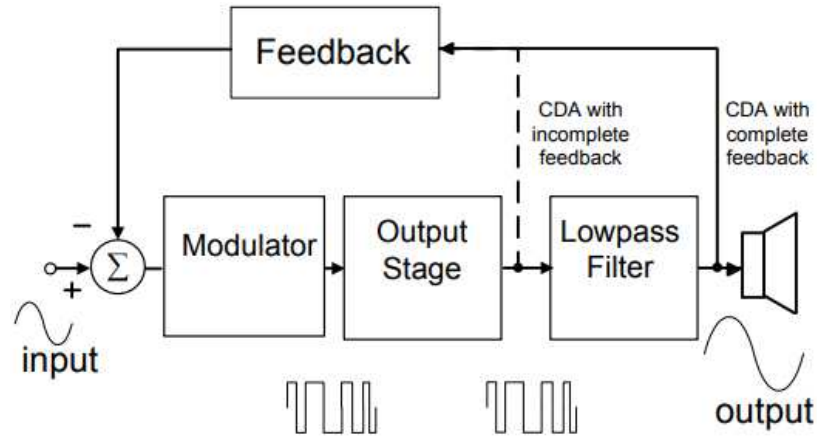 Feedback
CDA with
incomplete
feedback
CDA with
complete
feedback
−
Σ
+
Modulator
Output
Stage
Lowpass
Filter
input
output